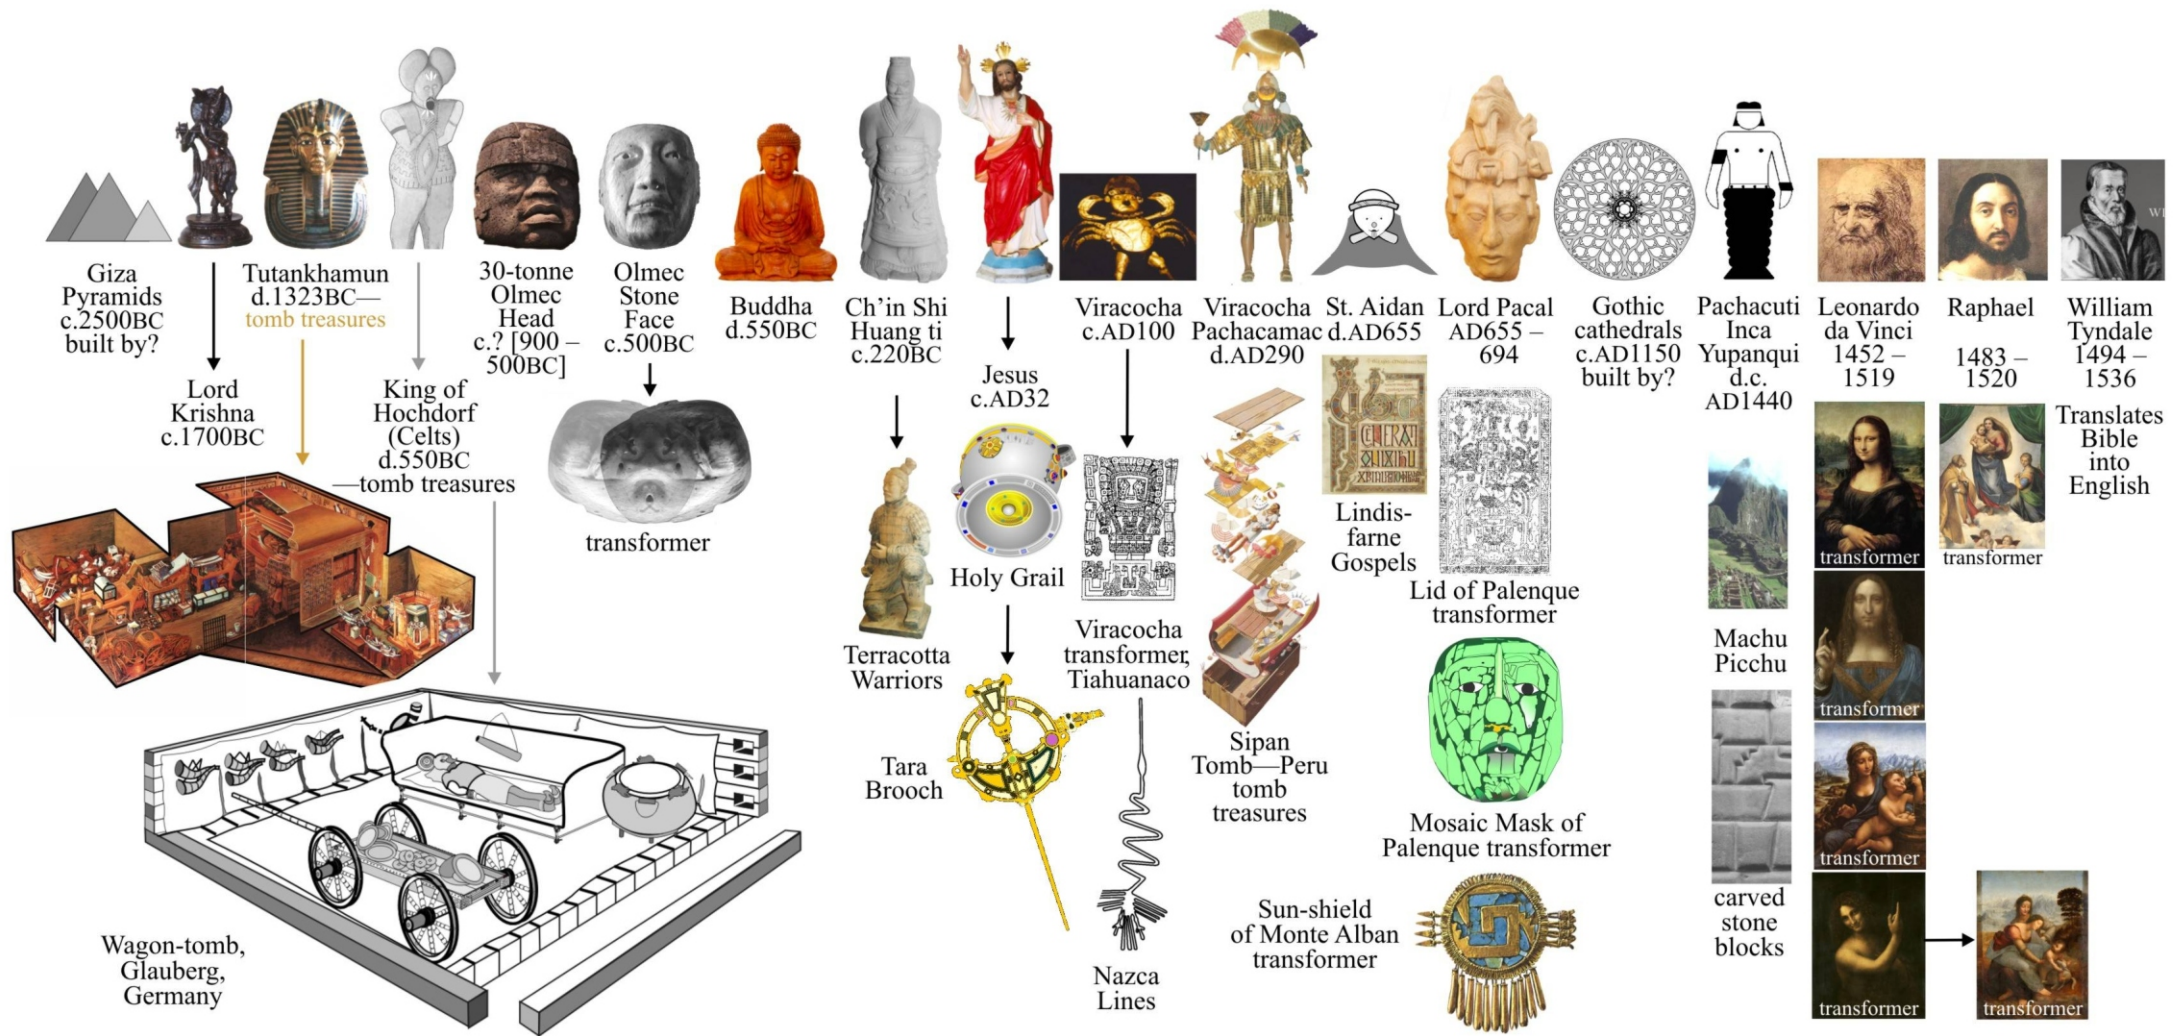 Giza
Pyramids
c.2500BC
built by?
Lord
Krishna
c.1700BC
Tutankhamun
d.1323BC—
tomb treasures
King of
Hochdorf
(Celts)
d.550BC
—tomb treasures
Wagon-tomb,
Glauberg,
Germany
30-tonne
Olmec
Head
c.? [900 –
500BC]
Olmec
Stone
Face
c.500BC
transformer
Buddha
d.550BC
Ch'in Shi
Huang ti
c.220BC
Terracotta
Warriors
Jesus
c.AD32
Holy Grail
Tara
Brooch
Viracocha
c.AD100
Viracocha
transformer,
Tiahuanaco
Nazca
Lines
Viracocha
Pachacamac
d.AD290
Sipan
Tomb—Peru
tomb
treasures
St. Aidan
d.AD655
Lindis-
farne
Gospels
Lord Pacal
AD655 –
694
Lid of Palenque
transformer
Mosaic Mask of
Palenque transformer
Sun-shield
of Monte Alban
transformer
Gothic
cathedrals
c.AD1150
built by?
Pachacuti
Inca
Yupanqui
d.c.
AD1440
Machu
Picchu
carved
stone
blocks
Leonardo
da Vinci
1452 –
1519
transformer
transformer
transformer
transformer
transformer
Raphael
1483 –
1520
transformer
William
Tyndale
1494 –
1536
Translates
Bible
into
English